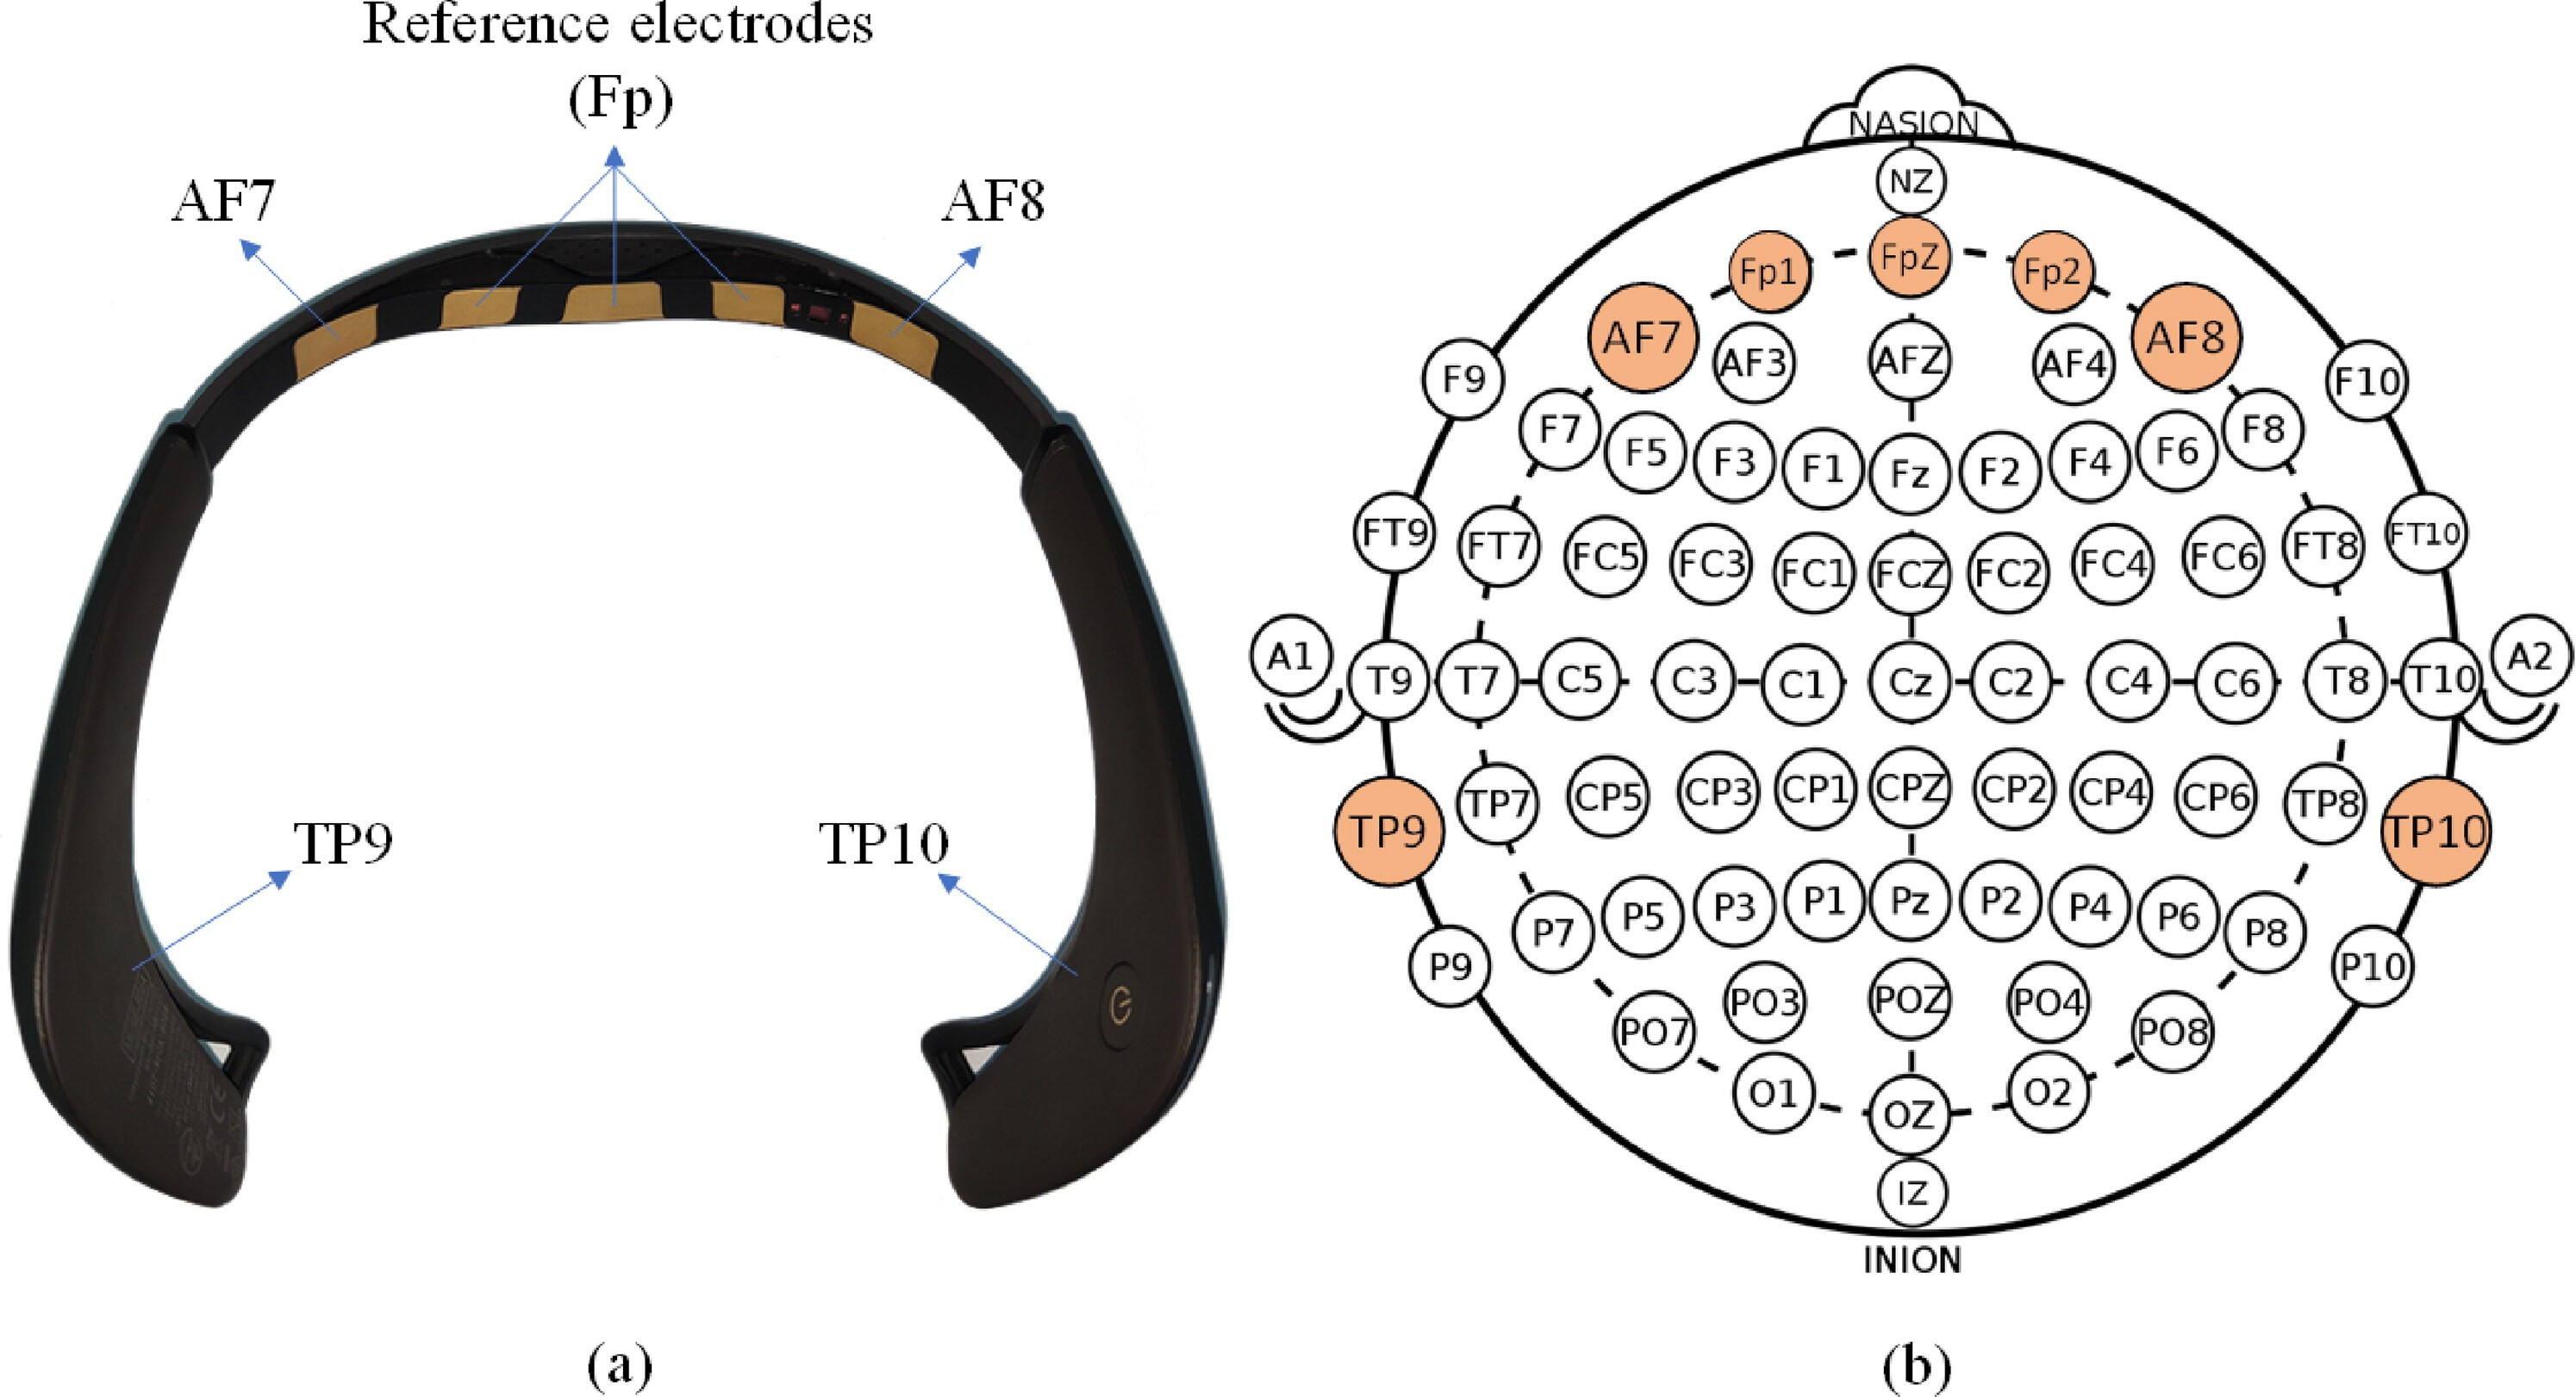 Reference electrodes
(Fp)
AF7
AF8
TP9
TP10
(a)
NASION
NZ
Fp1 FpZ Fp2
AF7 AF3 AFZ AF4 AF8
F9 F7 F5 F3 F1 Fz F2 F4 F6 F8 F10
FT9 FT7 FC5 FC3 FC1 FCZ FC2 FC4 FC6 FT8 FT10
A1 T9 T7 C5 C3 C1 Cz C2 C4 C6 T8 T10 A2
TP9 TP7 CP5 CP3 CP1 CPZ CP2 CP4 CP6 TP8 TP10
P9 P7 P5 P3 P1 Pz P2 P4 P6 P8 P10
PO7 PO3 POZ PO4 PO8
O1 OZ O2
IZ
INION
(b)